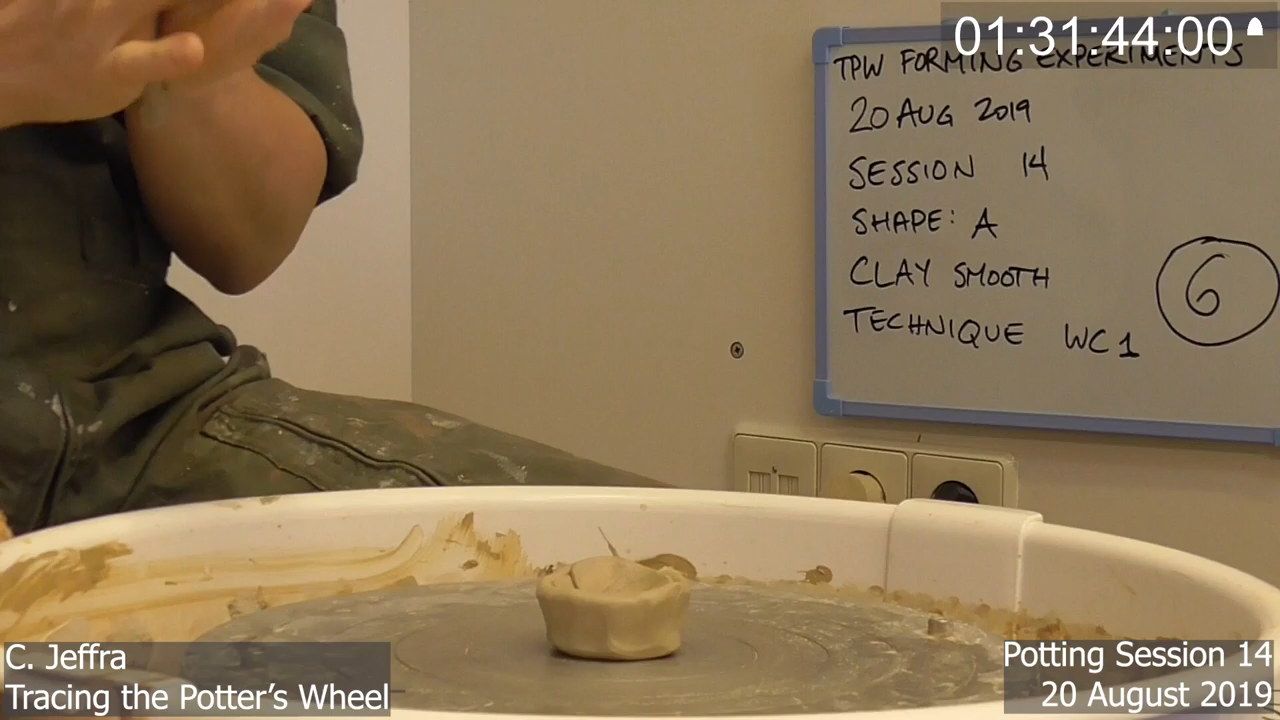 01:31:44:00
TPW FORMING EXPERIMENTS
20 AUG 2019
SESSION 14
SHAPE: A
CLAY SMOOTH
TECHNIQUE WC1
6
C. Jeffra
Tracing the Potter's Wheel
Potting Session 14
20 August 2019